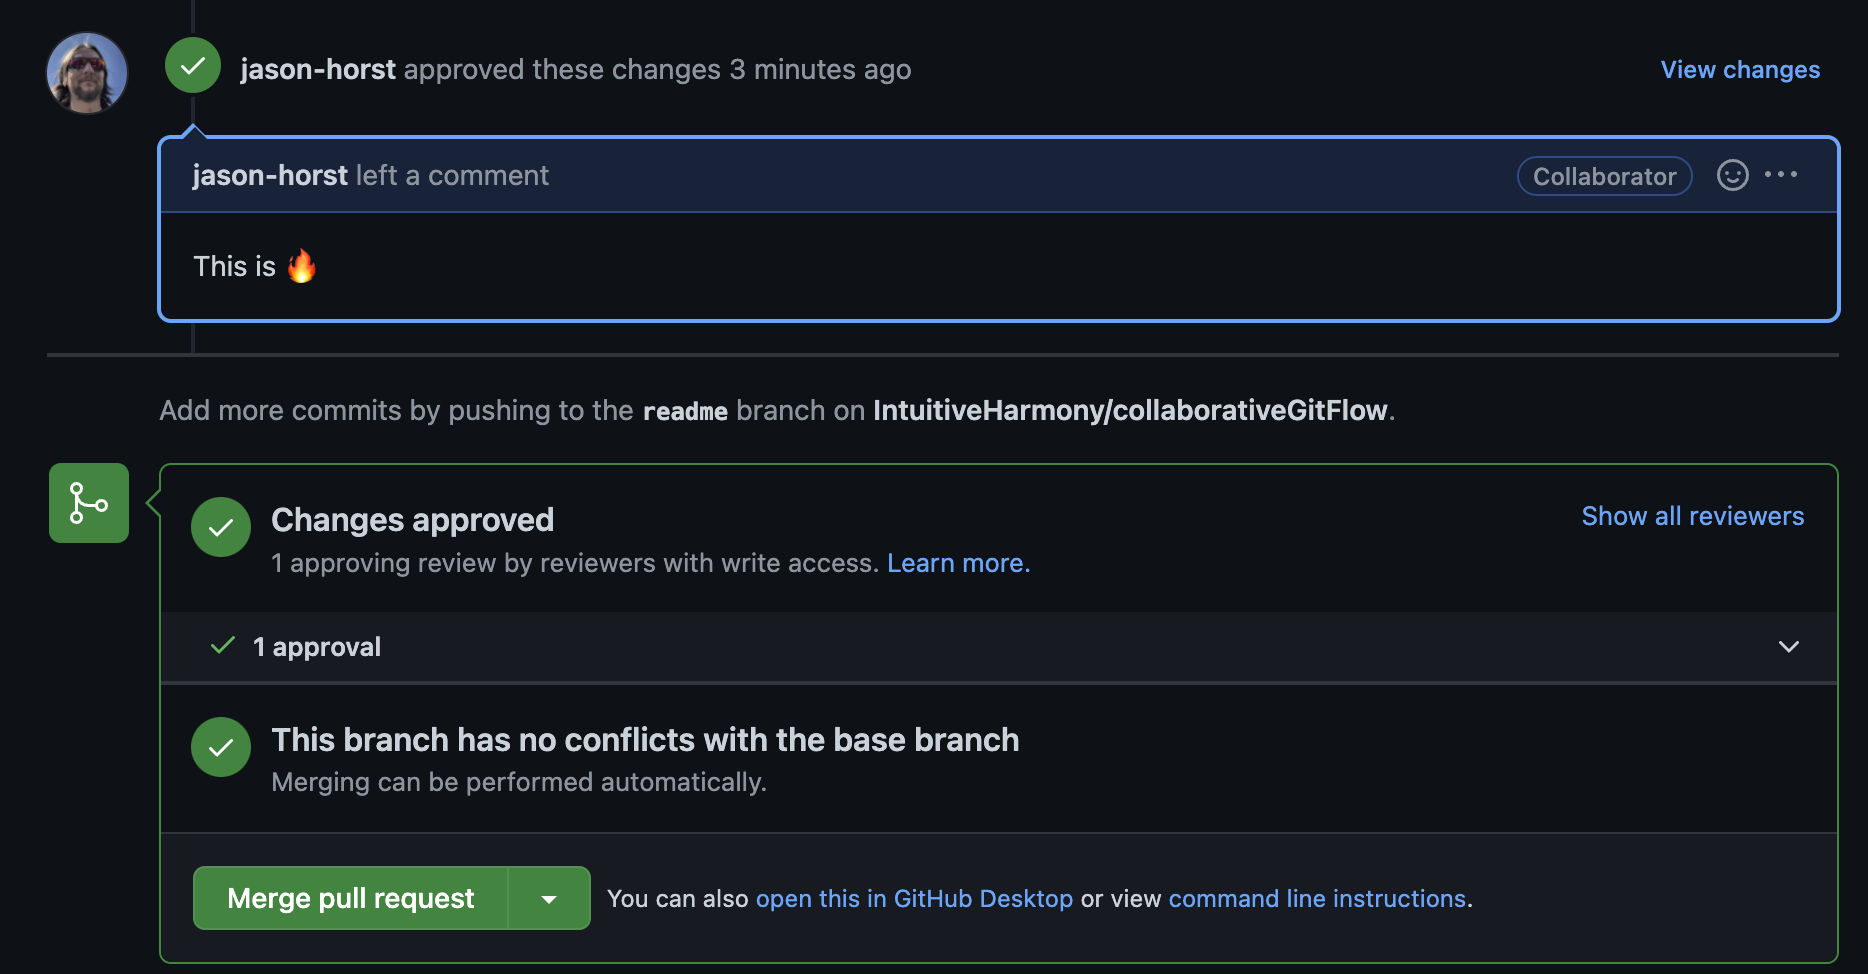 jason-horst approved these changes 3 minutes ago
View changes
jason-horst left a comment
Collaborator
This is 🔥
Add more commits by pushing to the readme branch on IntuitiveHarmony/collaborativeGitFlow.
Changes approved
Show all reviewers
1 approving review by reviewers with write access. Learn more.
1 approval
This branch has no conflicts with the base branch
Merging can be performed automatically.
Merge pull request
You can also open this in GitHub Desktop or view command line instructions.